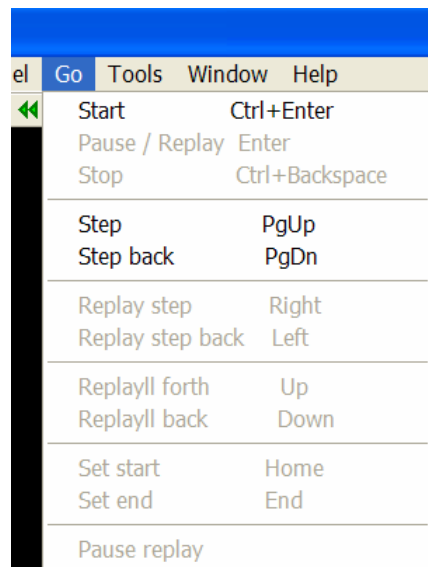 el Go Tools Window Help
Start Ctrl+Enter
Pause / Replay Enter
Stop Ctrl+Backspace
Step PgUp
Step back PgDn
Replay step Right
Replay step back Left
Replayll forth Up
Replayll back Down
Set start Home
Set end End
Pause replay